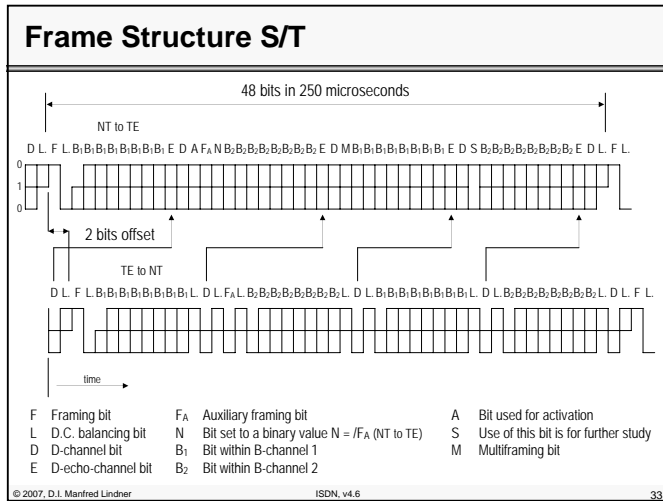 Frame Structure S/T
48 bits in 250 microseconds
NT to TE
D L. F L. B₁B₁B₁B₁B₁B₁B₁B₁ E D A F_A N B₂B₂B₂B₂B₂B₂B₂B₂ E D M B₁B₁B₁B₁B₁B₁B₁B₁ E D S B₂B₂B₂B₂B₂B₂B₂B₂ E D L. F L.
0
1
0
2 bits offset
TE to NT
D L. F L. B₁B₁B₁B₁B₁B₁B₁B₁ L. D L. F_A L. B₂B₂B₂B₂B₂B₂B₂B₂ L. D L. B₁B₁B₁B₁B₁B₁B₁B₁ L. D L. B₂B₂B₂B₂B₂B₂B₂B₂ L. D L. F L.
time
F Framing bit F_A Auxiliary framing bit A Bit used for activation
L D.C. balancing bit N Bit set to a binary value N = /F_A (NT to TE) S Use of this bit is for further study
D D-channel bit B₁ Bit within B-channel 1 M Multiframing bit
E D-echo-channel bit B₂ Bit within B-channel 2
© 2007, D.I. Manfred Lindner ISDN, v4.6 33